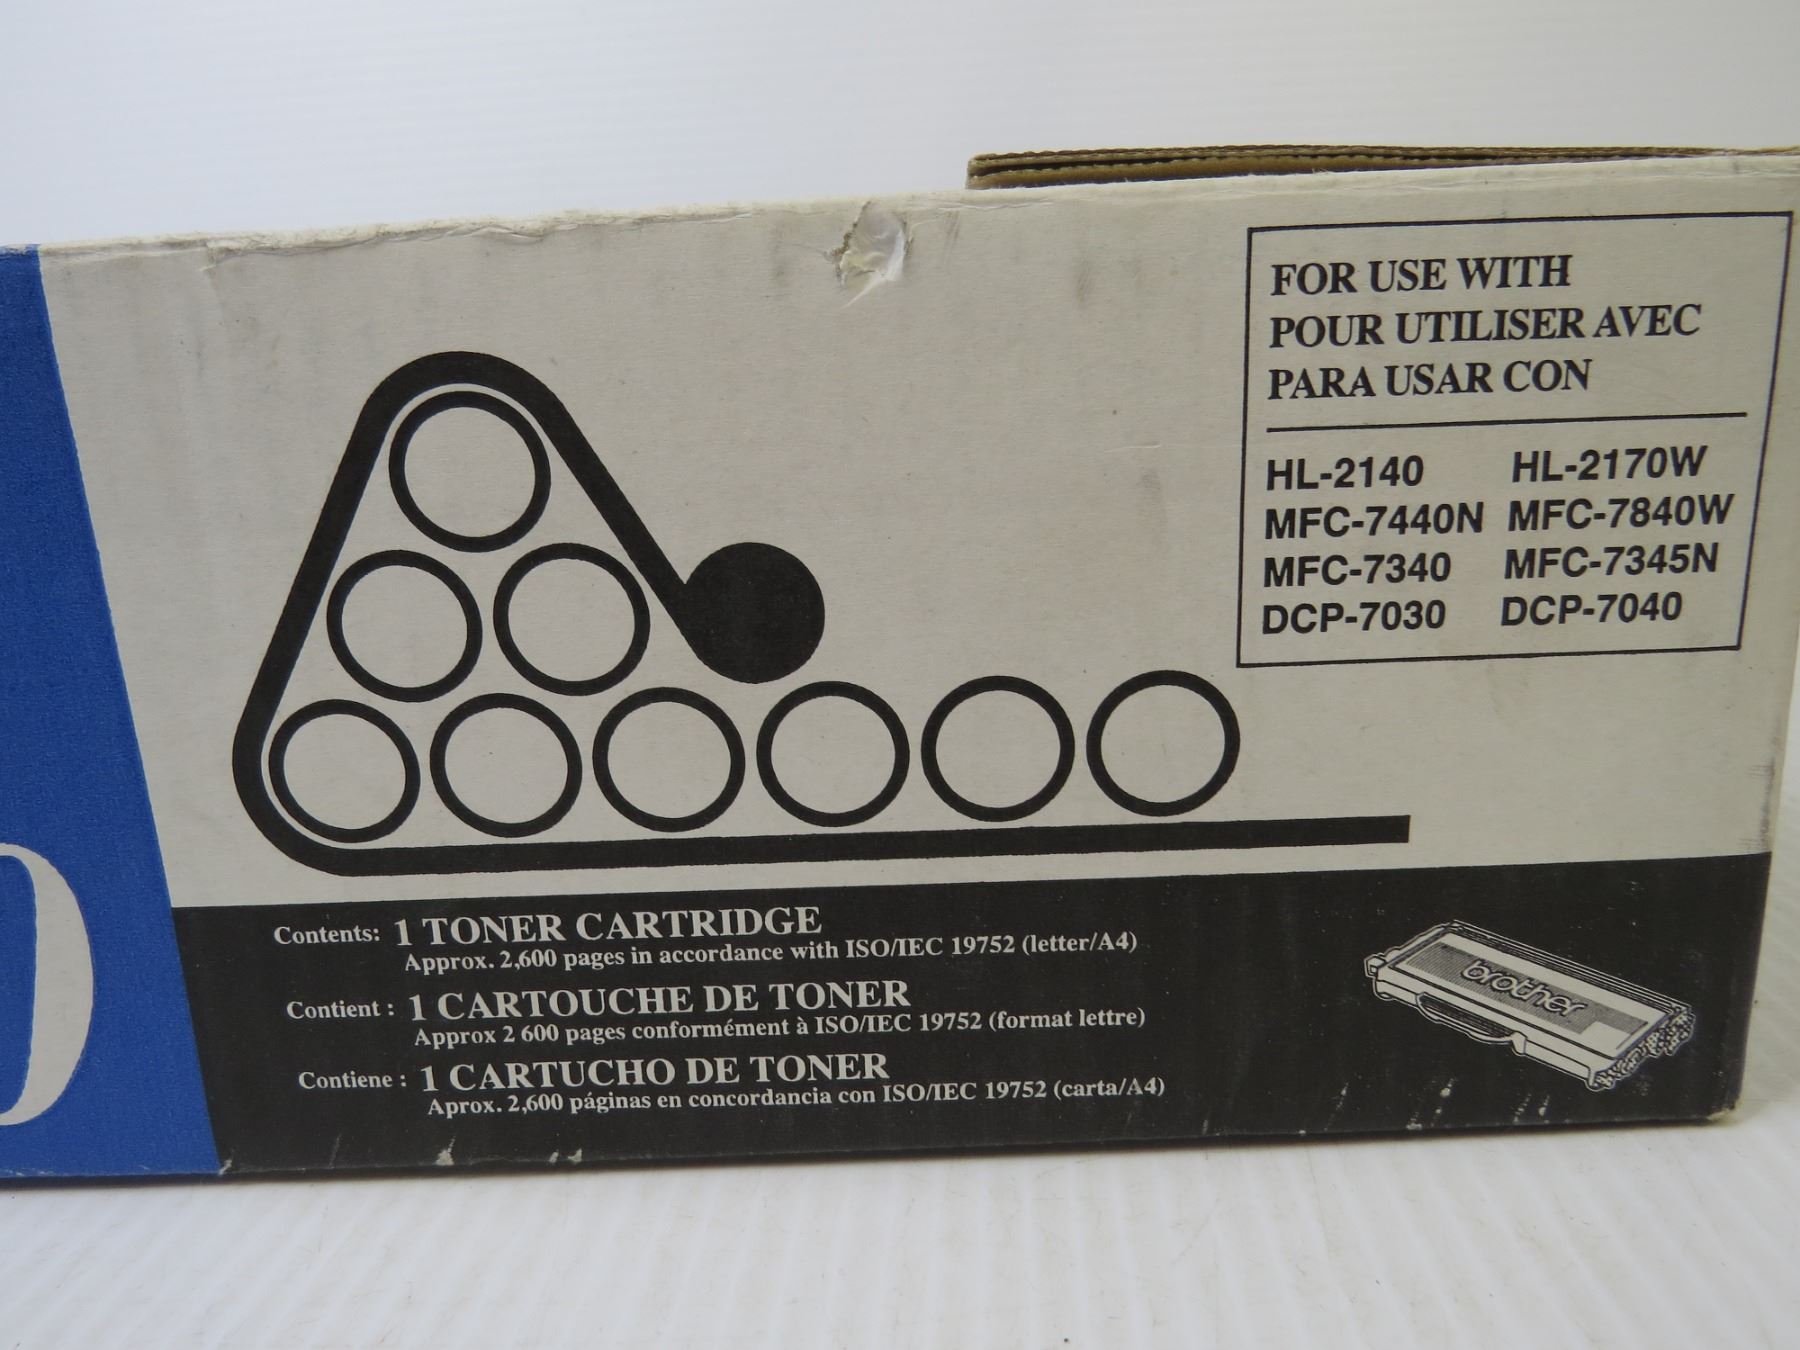 FOR USE WITH
POUR UTILISER AVEC
PARA USAR CON
HL-2140 HL-2170W
MFC-7440N MFC-7840W
MFC-7340 MFC-7345N
DCP-7030 DCP-7040
Contents: 1 TONER CARTRIDGE
Approx. 2,600 pages in accordance with ISO/IEC 19752 (letter/A4)
Contient : 1 CARTOUCHE DE TONER
Approx 2 600 pages conformément à ISO/IEC 19752 (format lettre)
Contiene : 1 CARTUCHO DE TONER
Aprox. 2,600 páginas en concordancia con ISO/IEC 19752 (carta/A4)
brother